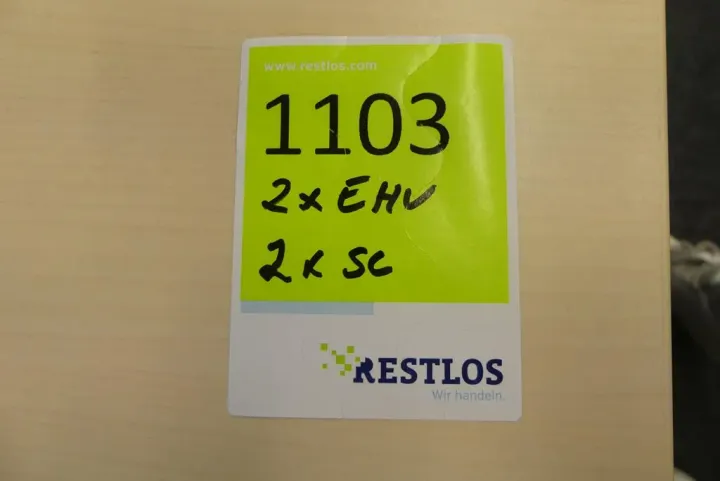 www.restlos.com
1103
2x EHV
2x SC
RESTLOS
Wir handeln.